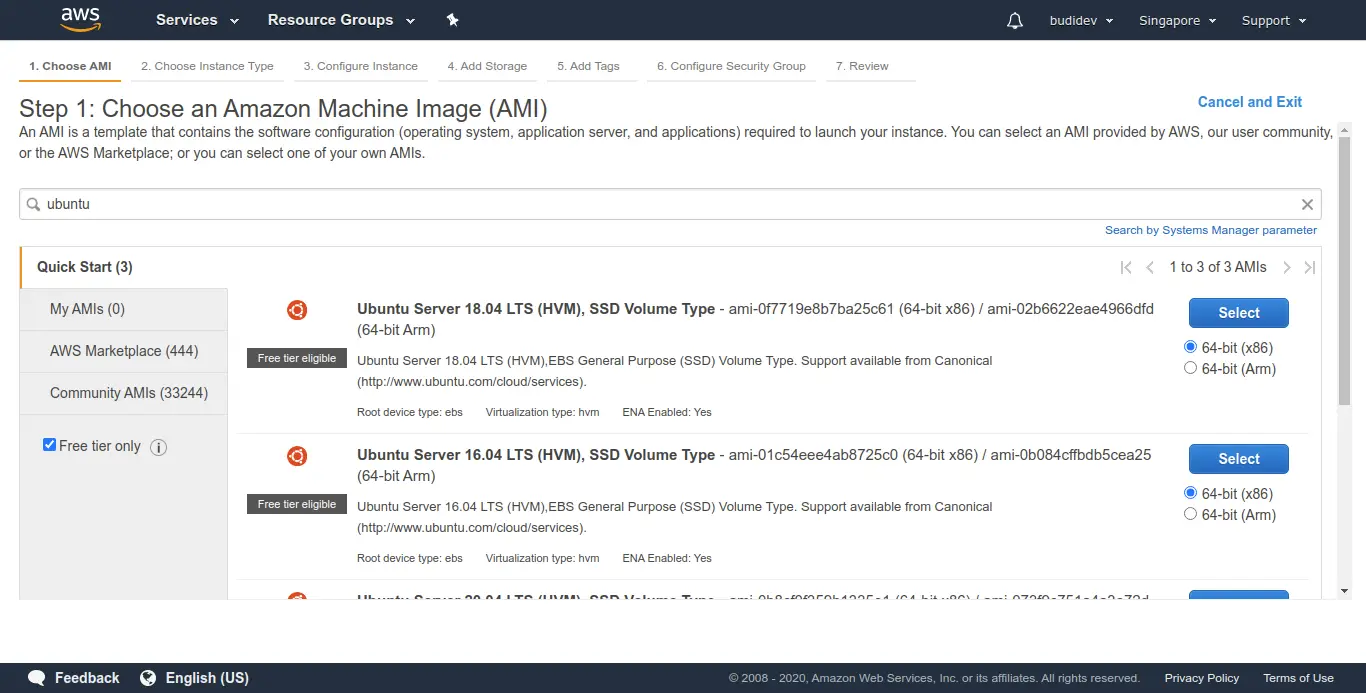 aws Services Resource Groups budidev Singapore Support
1. Choose AMI 2. Choose Instance Type 3. Configure Instance 4. Add Storage 5. Add Tags 6. Configure Security Group 7. Review
Step 1: Choose an Amazon Machine Image (AMI)
Cancel and Exit
An AMI is a template that contains the software configuration (operating system, application server, and applications) required to launch your instance. You can select an AMI provided by AWS, our user community,
or the AWS Marketplace; or you can select one of your own AMIs.
ubuntu
Search by Systems Manager parameter
Quick Start (3)
1 to 3 of 3 AMIs
My AMIs (0)
AWS Marketplace (444)
Community AMIs (33244)
Free tier only
Ubuntu Server 18.04 LTS (HVM), SSD Volume Type - ami-0f7719e8b7ba25c61 (64-bit x86) / ami-02b6622eae4966dfd
(64-bit Arm)
Free tier eligible
Ubuntu Server 18.04 LTS (HVM),EBS General Purpose (SSD) Volume Type. Support available from Canonical
(http://www.ubuntu.com/cloud/services).
Root device type: ebs Virtualization type: hvm ENA Enabled: Yes
Select
64-bit (x86)
64-bit (Arm)
Ubuntu Server 16.04 LTS (HVM), SSD Volume Type - ami-01c54eee4ab8725c0 (64-bit x86) / ami-0b084cffbdb5cea25
(64-bit Arm)
Free tier eligible
Ubuntu Server 16.04 LTS (HVM),EBS General Purpose (SSD) Volume Type. Support available from Canonical
(http://www.ubuntu.com/cloud/services).
Root device type: ebs Virtualization type: hvm ENA Enabled: Yes
Select
64-bit (x86)
64-bit (Arm)
Ubuntu Server 20.04 LTS (HVM), SSD Volume Type
Feedback English (US) © 2008 - 2020, Amazon Web Services, Inc. or its affiliates. All rights reserved. Privacy Policy Terms of Use